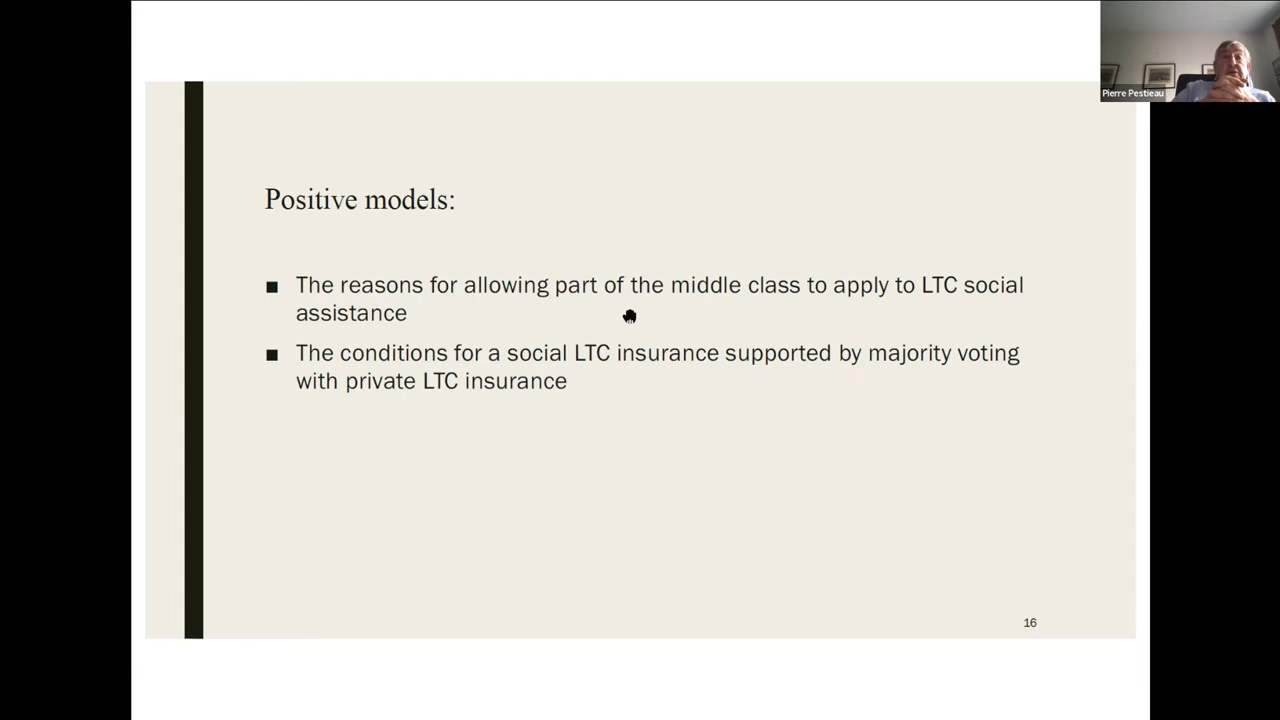 Pierre Pestieau
Positive models:
■ The reasons for allowing part of the middle class to apply to LTC social
assistance
■ The conditions for a social LTC insurance supported by majority voting
with private LTC insurance
16